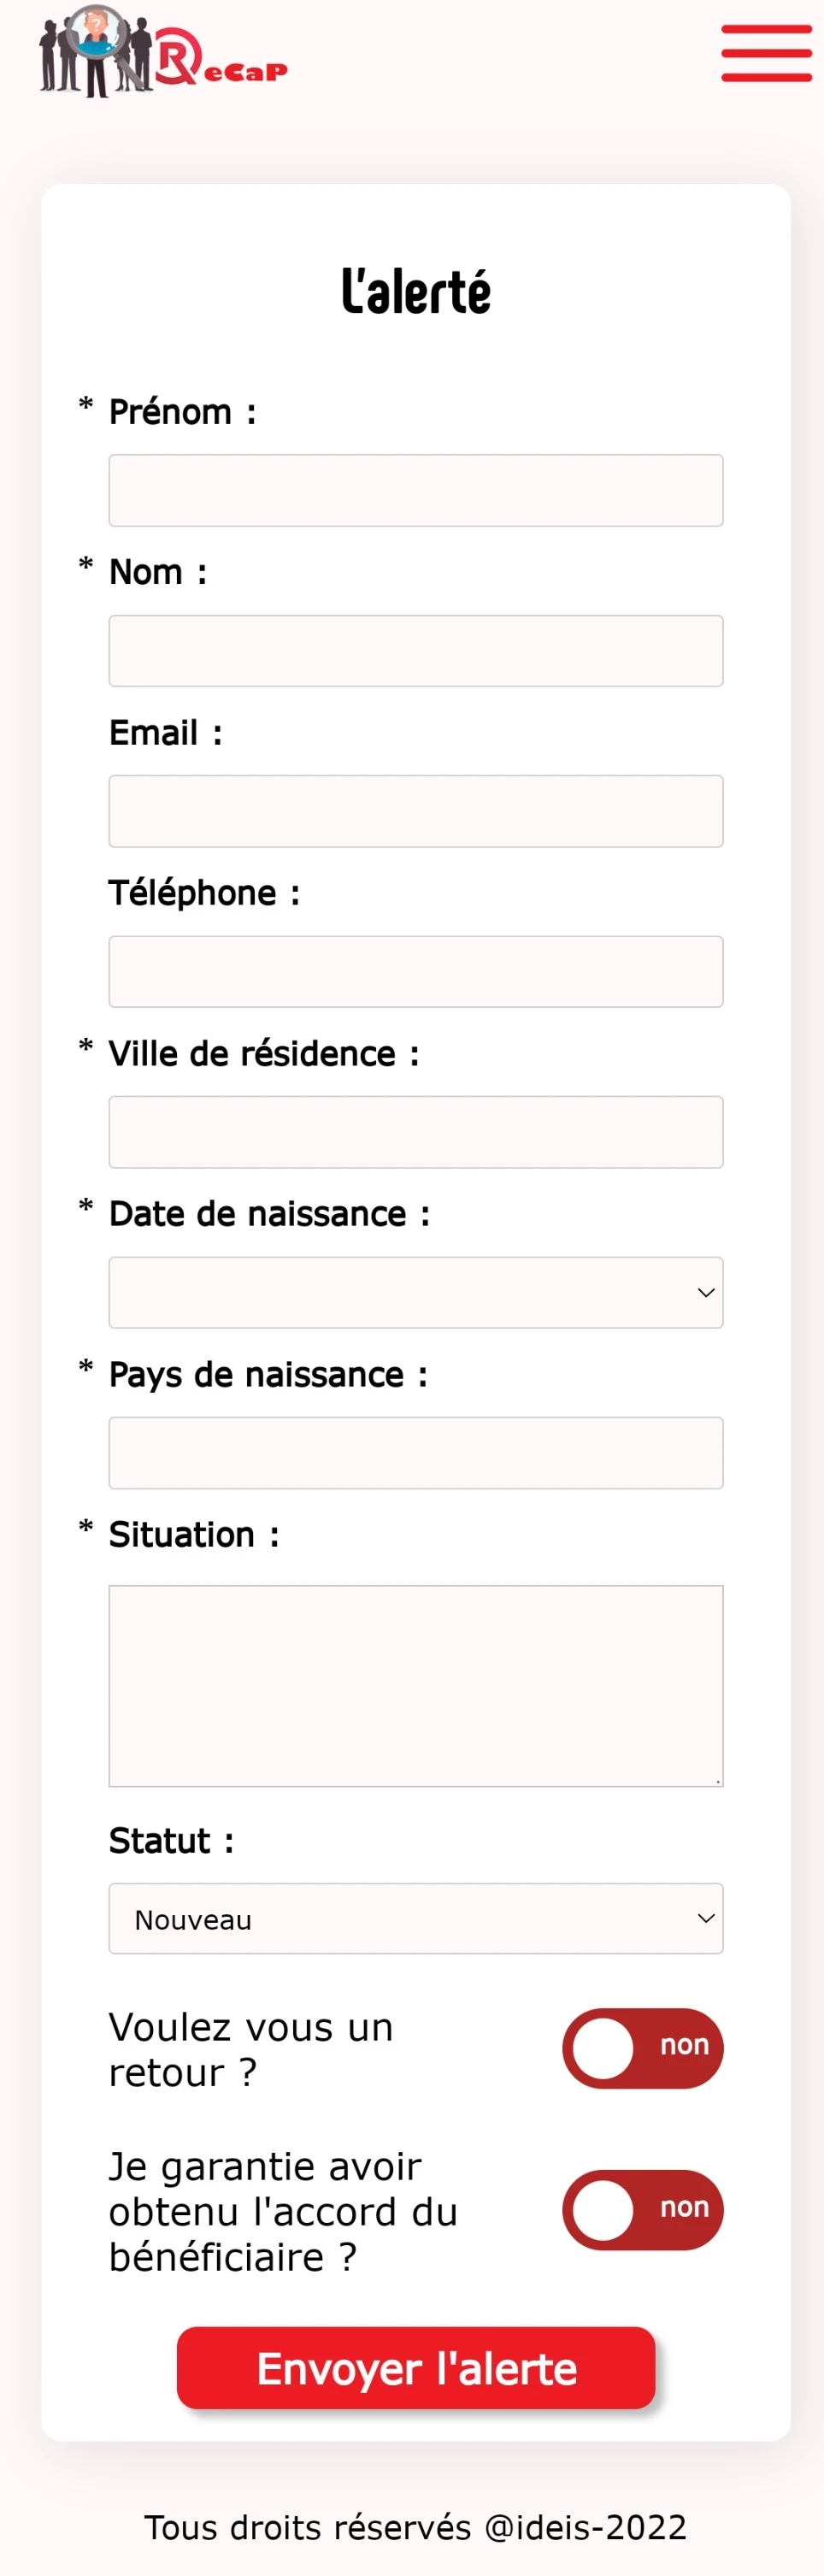 ? ReCaP
L'alerté
* Prénom :
* Nom :
Email :
Téléphone :
* Ville de résidence :
* Date de naissance :
* Pays de naissance :
* Situation :
Statut :
Nouveau
Voulez vous un
retour ?
non
Je garantie avoir
obtenu l'accord du
bénéficiaire ?
non
Envoyer l'alerte
Tous droits réservés @ideis-2022